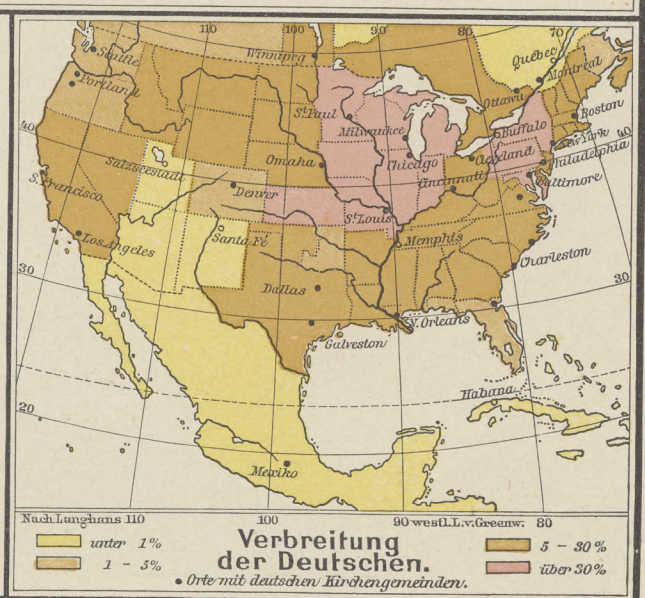 110
100
90
80
70
Quebec
Winnipeg
Seattle
Montreal
Portland
Ottawa
St. Paul
Boston
Milwaukee
Buffalo
New York
40
40
Salzseestadt
Omaha
Chicago
Cleveland
Philadelphia
S. Francisco
Denver
Cincinnati
Baltimore
St. Louis
Los Angeles
Santa Fé
Memphis
Charleston
30
30
Dallas
N. Orleans
Galveston
Habana
20
Mexiko
Nach Langhans 110
100
90 westl. L. v. Greenw. 80
Verbreitung
der Deutschen.
unter 1%
1 - 5%
5 - 30%
über 30%
Orte mit deutschen Kirchengemeinden.